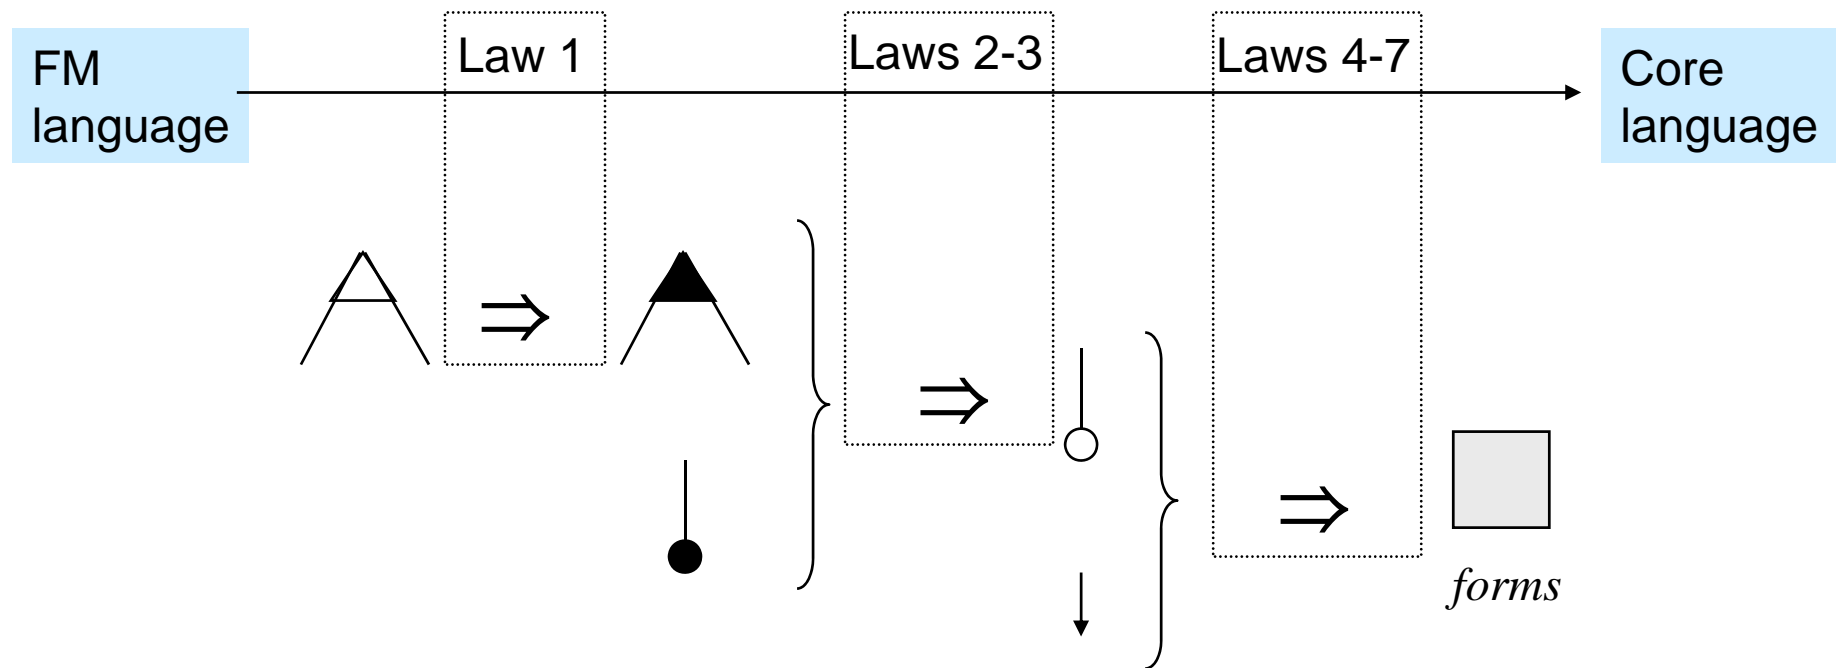 FM
language
Law 1
Laws 2-3
Laws 4-7
Core
language
⇒
⇒
⇒
forms